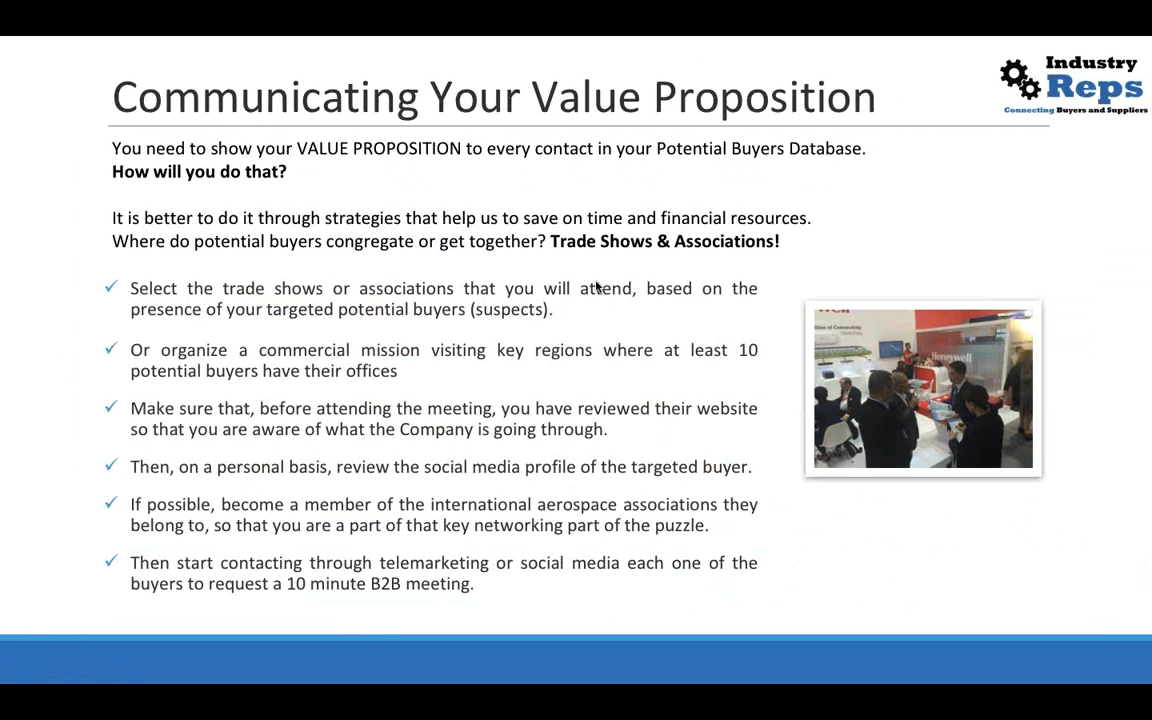 Communicating Your Value Proposition
Industry
Reps
Connecting Buyers and Suppliers
You need to show your VALUE PROPOSITION to every contact in your Potential Buyers Database.
How will you do that?
It is better to do it through strategies that help us to save on time and financial resources.
Where do potential buyers congregate or get together? Trade Shows & Associations!
Select the trade shows or associations that you will attend, based on the
presence of your targeted potential buyers (suspects).
Or organize a commercial mission visiting key regions where at least 10
potential buyers have their offices
Make sure that, before attending the meeting, you have reviewed their website
so that you are aware of what the Company is going through.
Then, on a personal basis, review the social media profile of the targeted buyer.
If possible, become a member of the international aerospace associations they
belong to, so that you are a part of that key networking part of the puzzle.
Then start contacting through telemarketing or social media each one of the
buyers to request a 10 minute B2B meeting.
of Connectivity
Honeywell